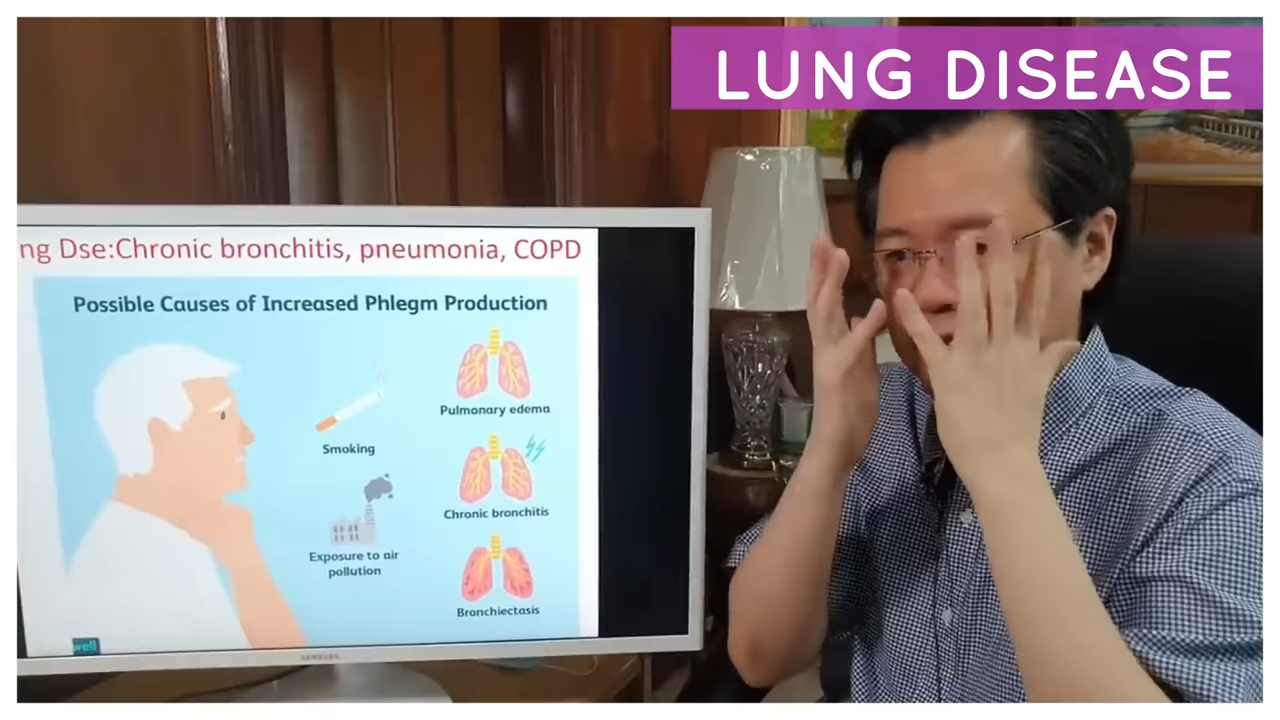 LUNG DISEASE
ng Dse:Chronic bronchitis, pneumonia, COPD
Possible Causes of Increased Phlegm Production
Pulmonary edema
Smoking
Chronic bronchitis
Exposure to air
pollution
Bronchiectasis
well
SAMSUNG